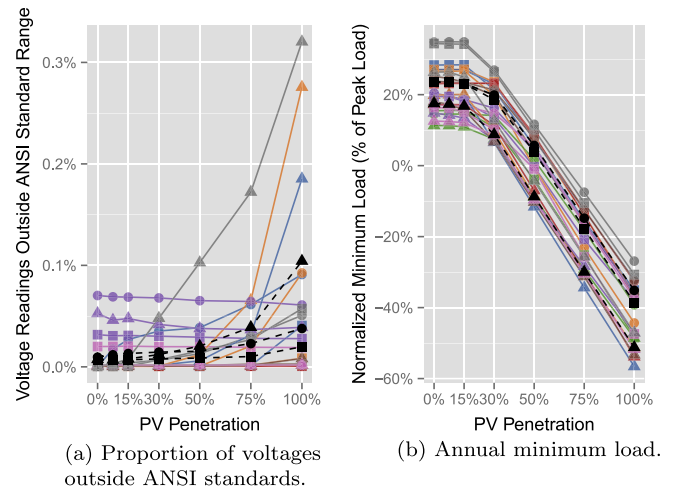 Voltage Readings Outside ANSI Standard Range
0.3%
0.2%
0.1%
0.0%
0% 15%30% 50% 75% 100%
PV Penetration
(a) Proportion of voltages
outside ANSI standards.
Normalized Minimum Load (% of Peak Load)
20%
0%
−20%
−40%
−60%
0% 15%30% 50% 75% 100%
PV Penetration
(b) Annual minimum load.